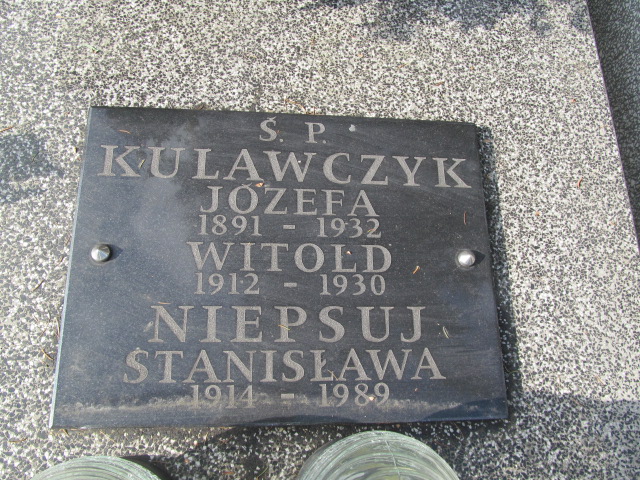 Ś. P.
KULAWCZYK
JÓZEFA
1891 - 1932
WITOLD
1912 - 1930
NIEPSUJ
STANISŁAWA
1914 - 1989